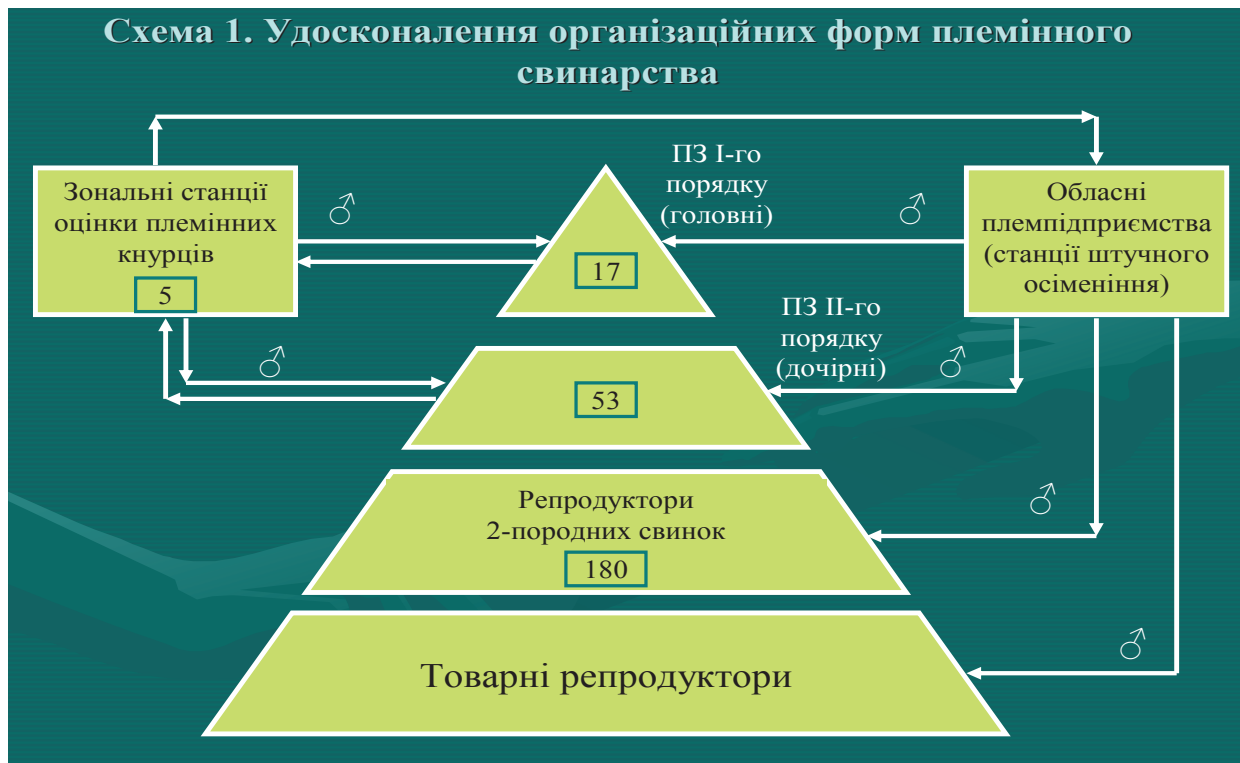 Схема 1. Удосконалення організаційних форм племінного
свинарства
Зональні станції
оцінки племінних
кнурців
5
♂
ПЗ І-го
порядку
(головні)
17
♂
Обласні
племпідприємства
(станції штучного
осіменіння)
♂
ПЗ ІІ-го
порядку
(дочірні)
53
♂
Репродуктори
2-породних свинок
180
♂
Товарні репродуктори
♂